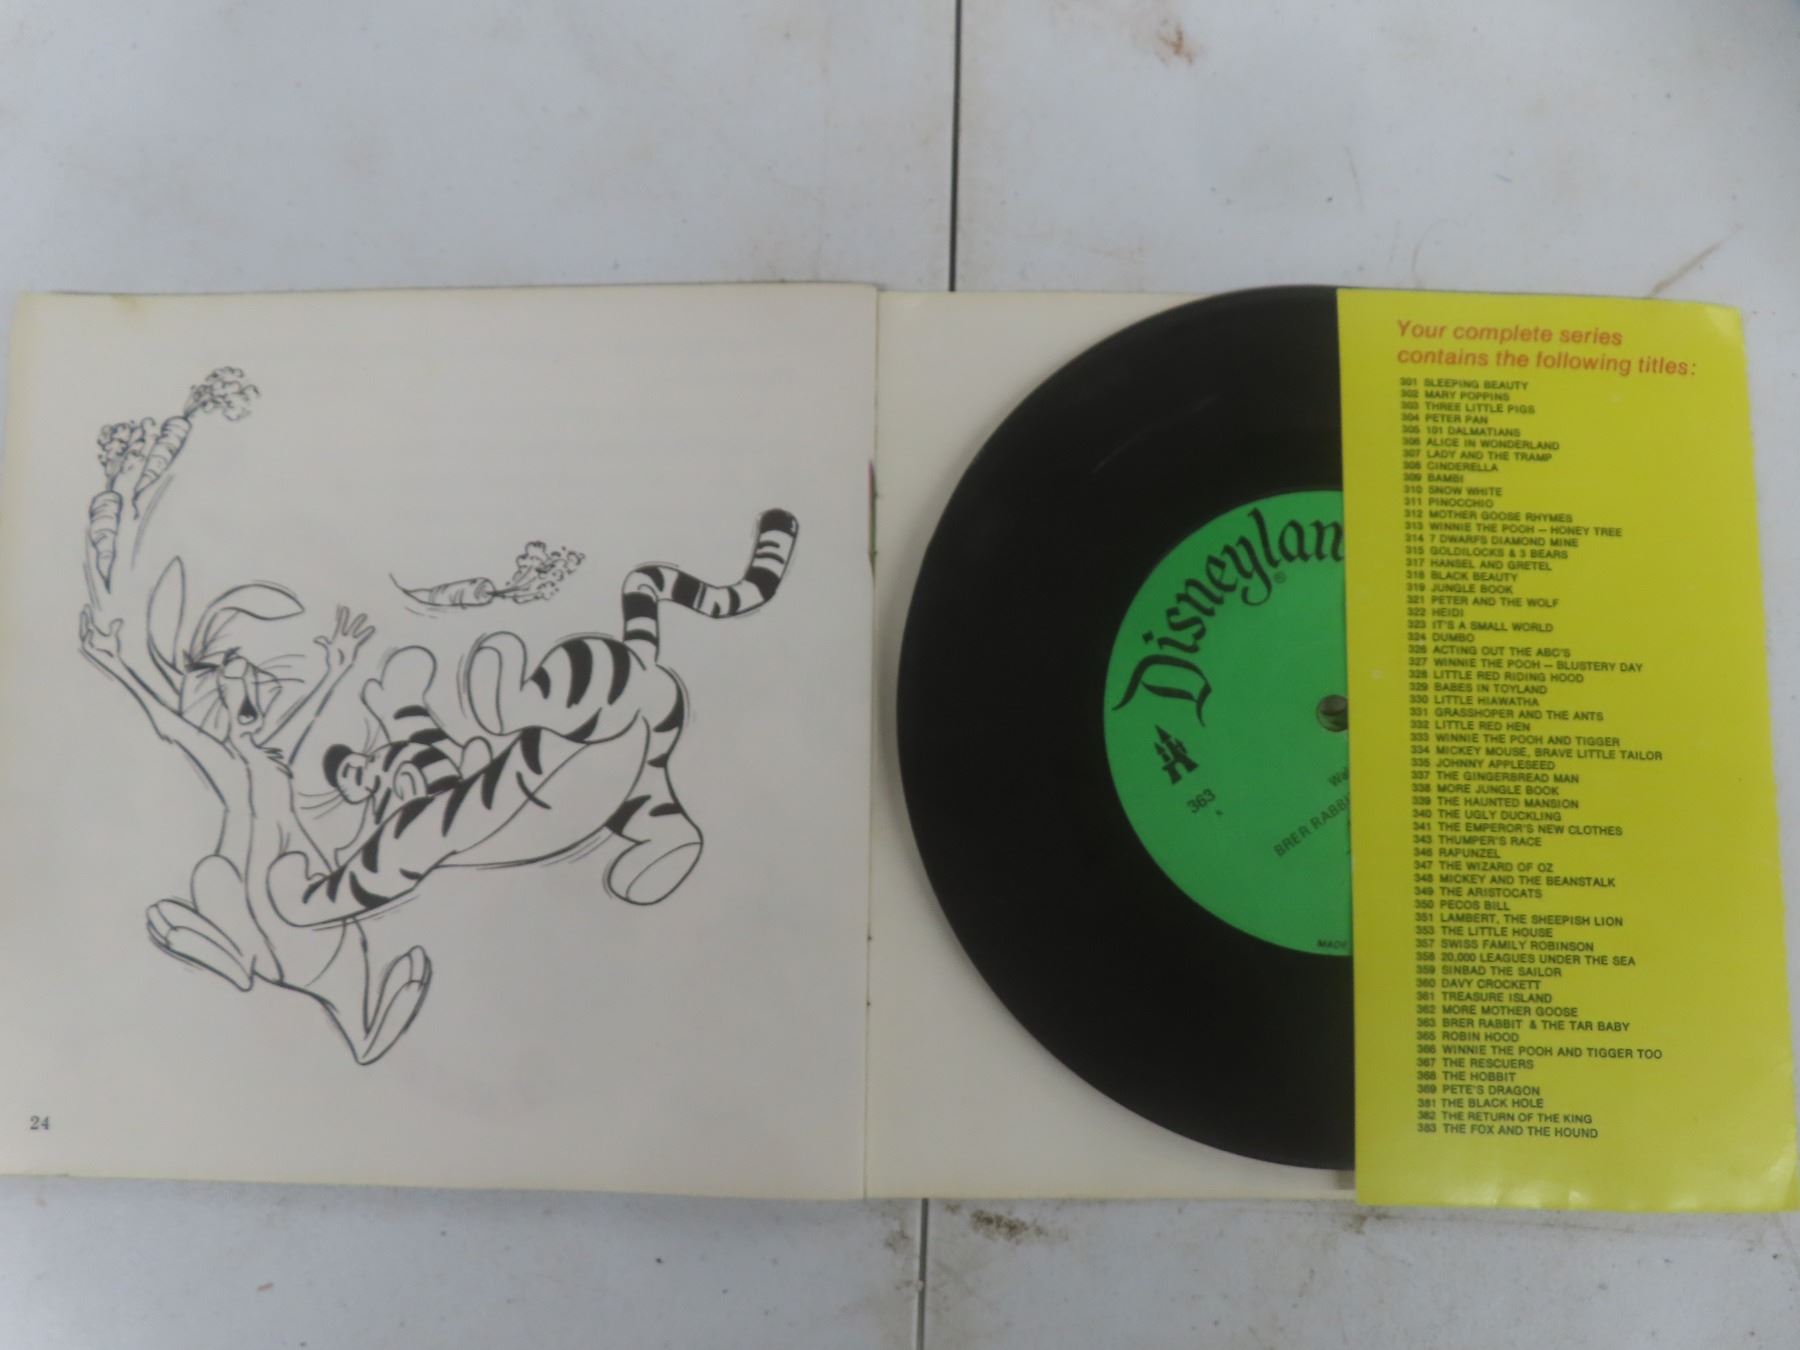 24
Disneylan
®
363
Wal
BRER RABBI
MADE
Your complete series
contains the following titles:
301 SLEEPING BEAUTY
302 MARY POPPINS
303 THREE LITTLE PIGS
304 PETER PAN
305 101 DALMATIANS
306 ALICE IN WONDERLAND
307 LADY AND THE TRAMP
308 CINDERELLA
309 BAMBI
310 SNOW WHITE
311 PINOCCHIO
312 MOTHER GOOSE RHYMES
313 WINNIE THE POOH – HONEY TREE
314 7 DWARFS DIAMOND MINE
315 GOLDILOCKS & 3 BEARS
317 HANSEL AND GRETEL
318 BLACK BEAUTY
319 JUNGLE BOOK
321 PETER AND THE WOLF
322 HEIDI
323 IT'S A SMALL WORLD
324 DUMBO
326 ACTING OUT THE ABC'S
327 WINNIE THE POOH – BLUSTERY DAY
328 LITTLE RED RIDING HOOD
329 BABES IN TOYLAND
330 LITTLE HIAWATHA
331 GRASSHOPER AND THE ANTS
332 LITTLE RED HEN
333 WINNIE THE POOH AND TIGGER
334 MICKEY MOUSE, BRAVE LITTLE TAILOR
335 JOHNNY APPLESEED
337 THE GINGERBREAD MAN
338 MORE JUNGLE BOOK
339 THE HAUNTED MANSION
340 THE UGLY DUCKLING
341 THE EMPEROR'S NEW CLOTHES
343 THUMPER'S RACE
346 RAPUNZEL
347 THE WIZARD OF OZ
348 MICKEY AND THE BEANSTALK
349 THE ARISTOCATS
350 PECOS BILL
351 LAMBERT, THE SHEEPISH LION
353 THE LITTLE HOUSE
357 SWISS FAMILY ROBINSON
358 20,000 LEAGUES UNDER THE SEA
359 SINBAD THE SAILOR
360 DAVY CROCKETT
361 TREASURE ISLAND
362 MORE MOTHER GOOSE
363 BRER RABBIT & THE TAR BABY
365 ROBIN HOOD
366 WINNIE THE POOH AND TIGGER TOO
367 THE RESCUERS
368 THE HOBBIT
369 PETE'S DRAGON
381 THE BLACK HOLE
382 THE RETURN OF THE KING
383 THE FOX AND THE HOUND